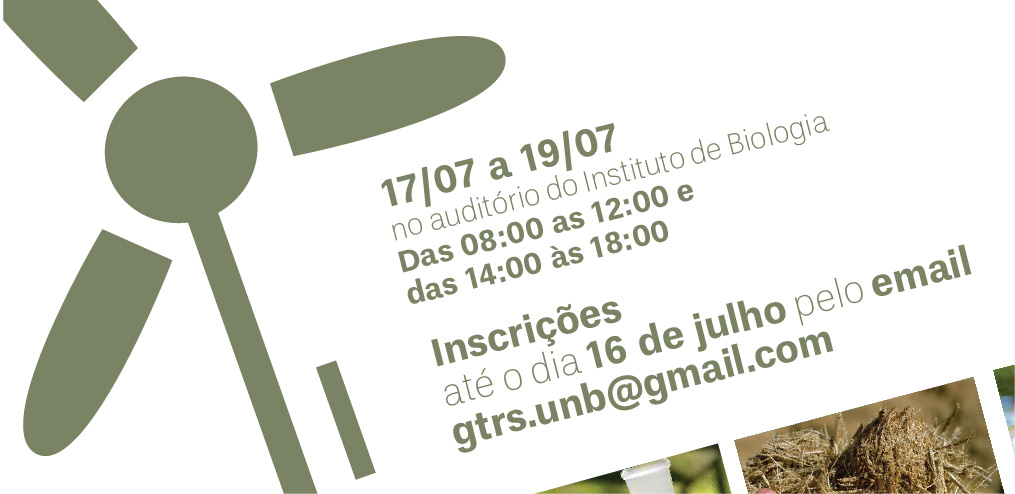 17/07 a 19/07
no auditório do Instituto de Biologia
Das 08:00 as 12:00 e
das 14:00 às 18:00
Inscrições
até o dia 16 de julho pelo email
gtrs.unb@gmail.com